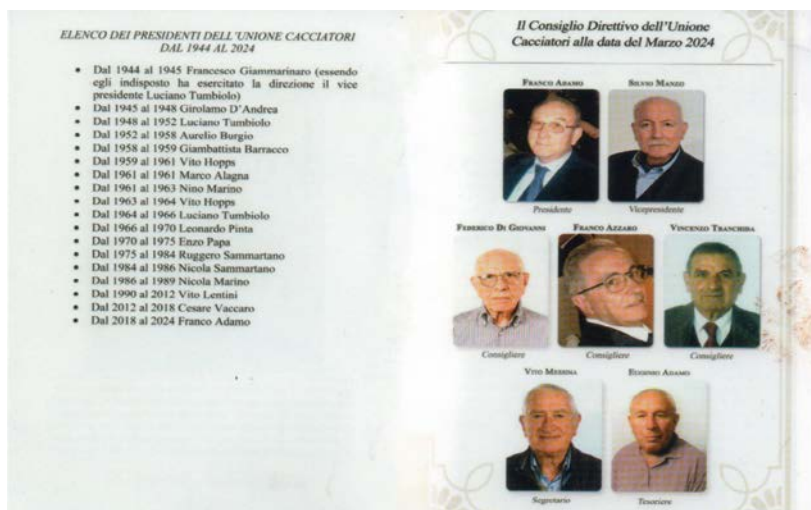 ELENCO DEI PRESIDENTI DELL'UNIONE CACCIATORI
DAL 1944 AL 2024
• Dal 1944 al 1945 Francesco Giammarinaro (essendo
egli indisposto ha esercitato la direzione il vice
presidente Luciano Tumbiolo)
• Dal 1945 al 1948 Girolamo D'Andrea
• Dal 1948 al 1952 Luciano Tumbiolo
• Dal 1952 al 1958 Aurelio Burgio
• Dal 1958 al 1959 Giambattista Barracco
• Dal 1959 al 1961 Vito Hopps
• Dal 1961 al 1961 Marco Alagna
• Dal 1961 al 1963 Nino Marino
• Dal 1963 al 1964 Vito Hopps
• Dal 1964 al 1966 Luciano Tumbiolo
• Dal 1966 al 1970 Leonardo Pinta
• Dal 1970 al 1975 Enzo Papa
• Dal 1975 al 1984 Ruggero Sammartano
• Dal 1984 al 1986 Nicola Sammartano
• Dal 1986 al 1989 Nicola Marino
• Dal 1990 al 2012 Vito Lentini
• Dal 2012 al 2018 Cesare Vaccaro
• Dal 2018 al 2024 Franco Adamo
Il Consiglio Direttivo dell'Unione
Cacciatori alla data del Marzo 2024
FRANCO ADAMO SILVIO MANZO
Presidente Vicepresidente
FEDERICO DI GIOVANNI FRANCO AZZARO VINCENZO TRANCHIDA
Consigliere Consigliere Consigliere
VITO MESSINA EUGENIO ADAMO
Segretario Tesoriere